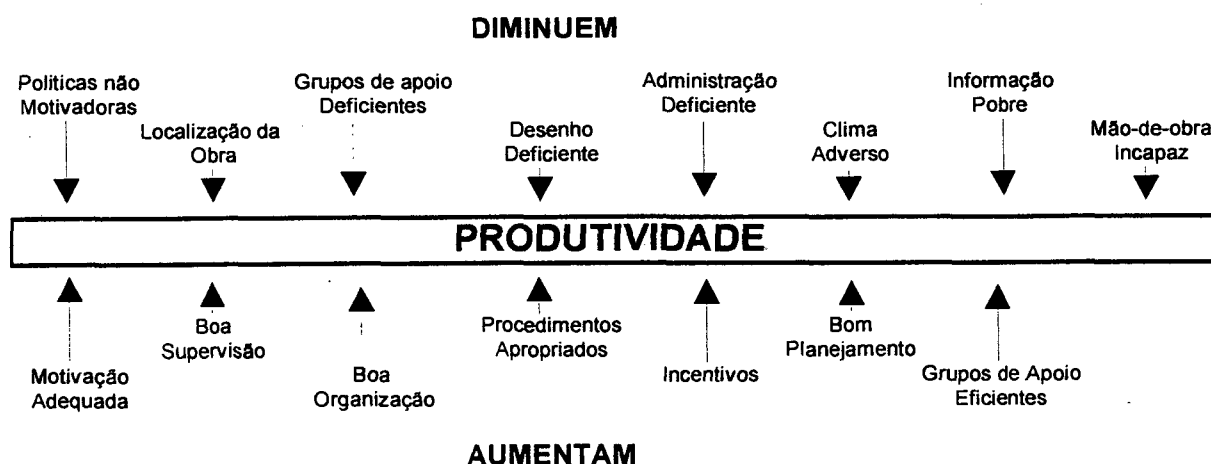 DIMINUEM
Politicas não
Motivadoras
Localização da
Obra
Grupos de apoio
Deficientes
Desenho
Deficiente
Administração
Deficiente
Clima
Adverso
Informação
Pobre
Mão-de-obra
Incapaz
PRODUTIVIDADE
Motivação
Adequada
Boa
Supervisão
Boa
Organização
Procedimentos
Apropriados
Incentivos
Bom
Planejamento
Grupos de Apoio
Eficientes
AUMENTAM